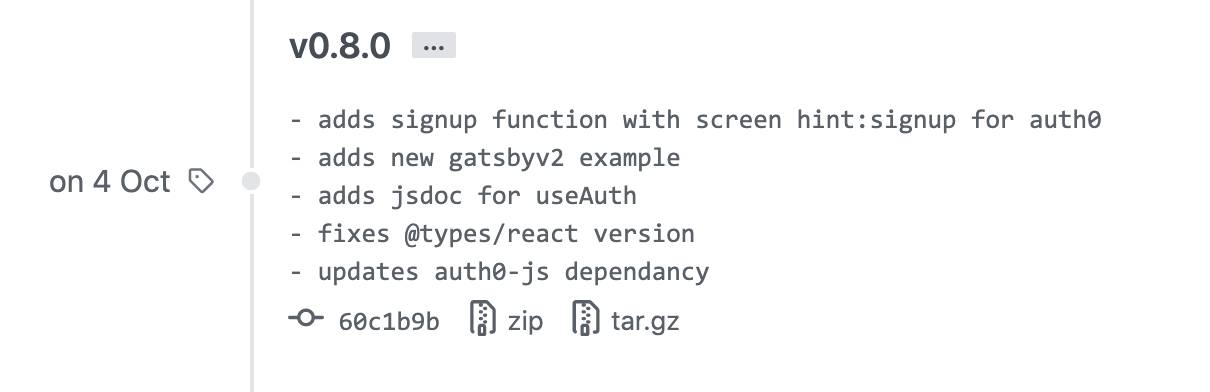 v0.8.0 ...
- adds signup function with screen hint:signup for auth0
- adds new gatsbyv2 example
on 4 Oct
- adds jsdoc for useAuth
- fixes @types/react version
- updates auth0-js dependancy
60c1b9b zip tar.gz